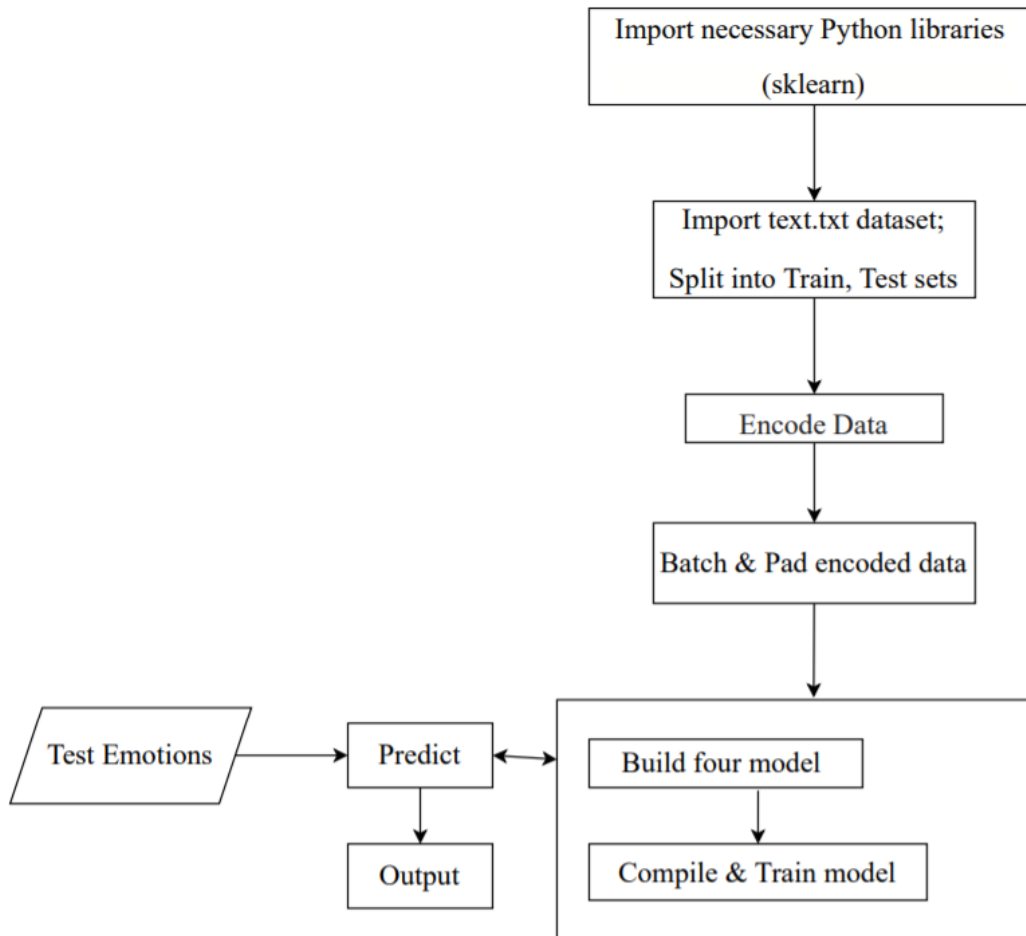 Import necessary Python libraries
(sklearn)
Import text.txt dataset;
Split into Train, Test sets
Encode Data
Batch & Pad encoded data
Test Emotions
Predict
Output
Build four model
Compile & Train model